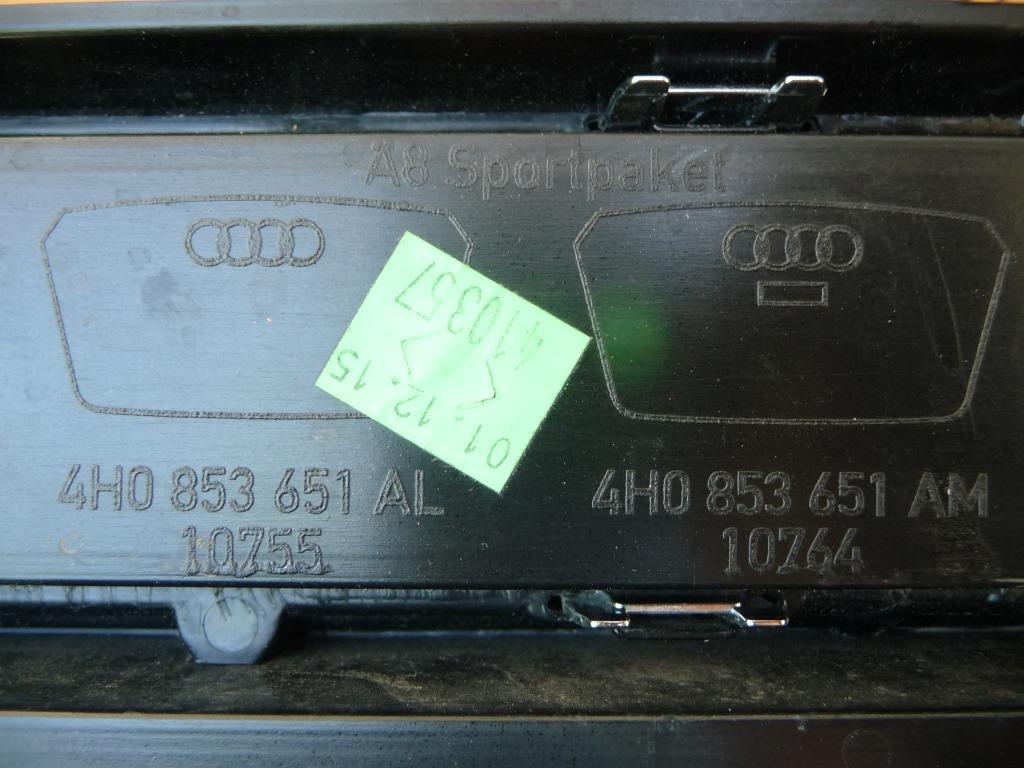 A8 Sportpaket
410357
01.12.15
4H0 853 651 AL
10755
4H0 853 651 AM
10764